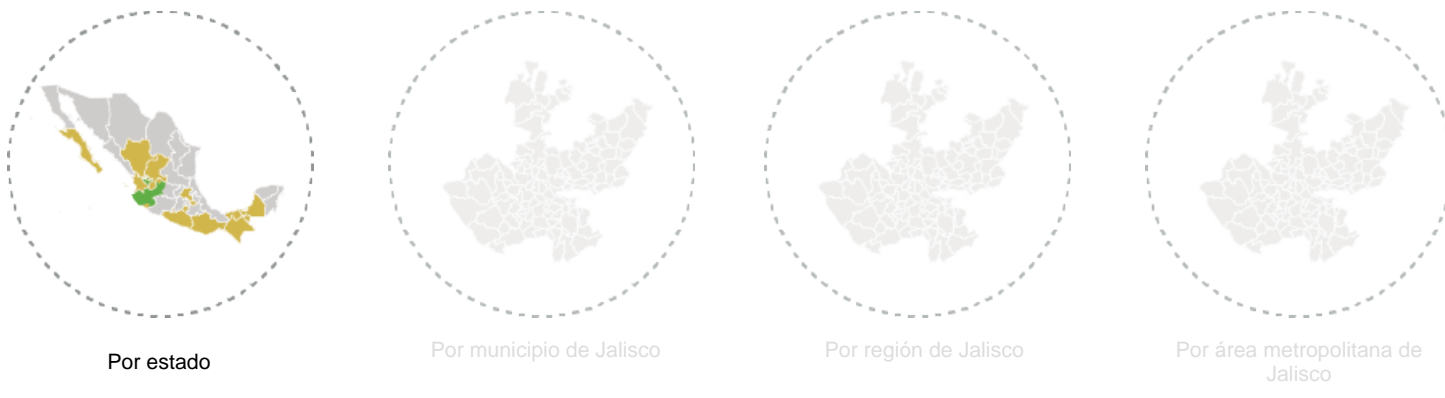 Por estado
Por municipio de Jalisco
Por región de Jalisco
Por área metropolitana de
Jalisco